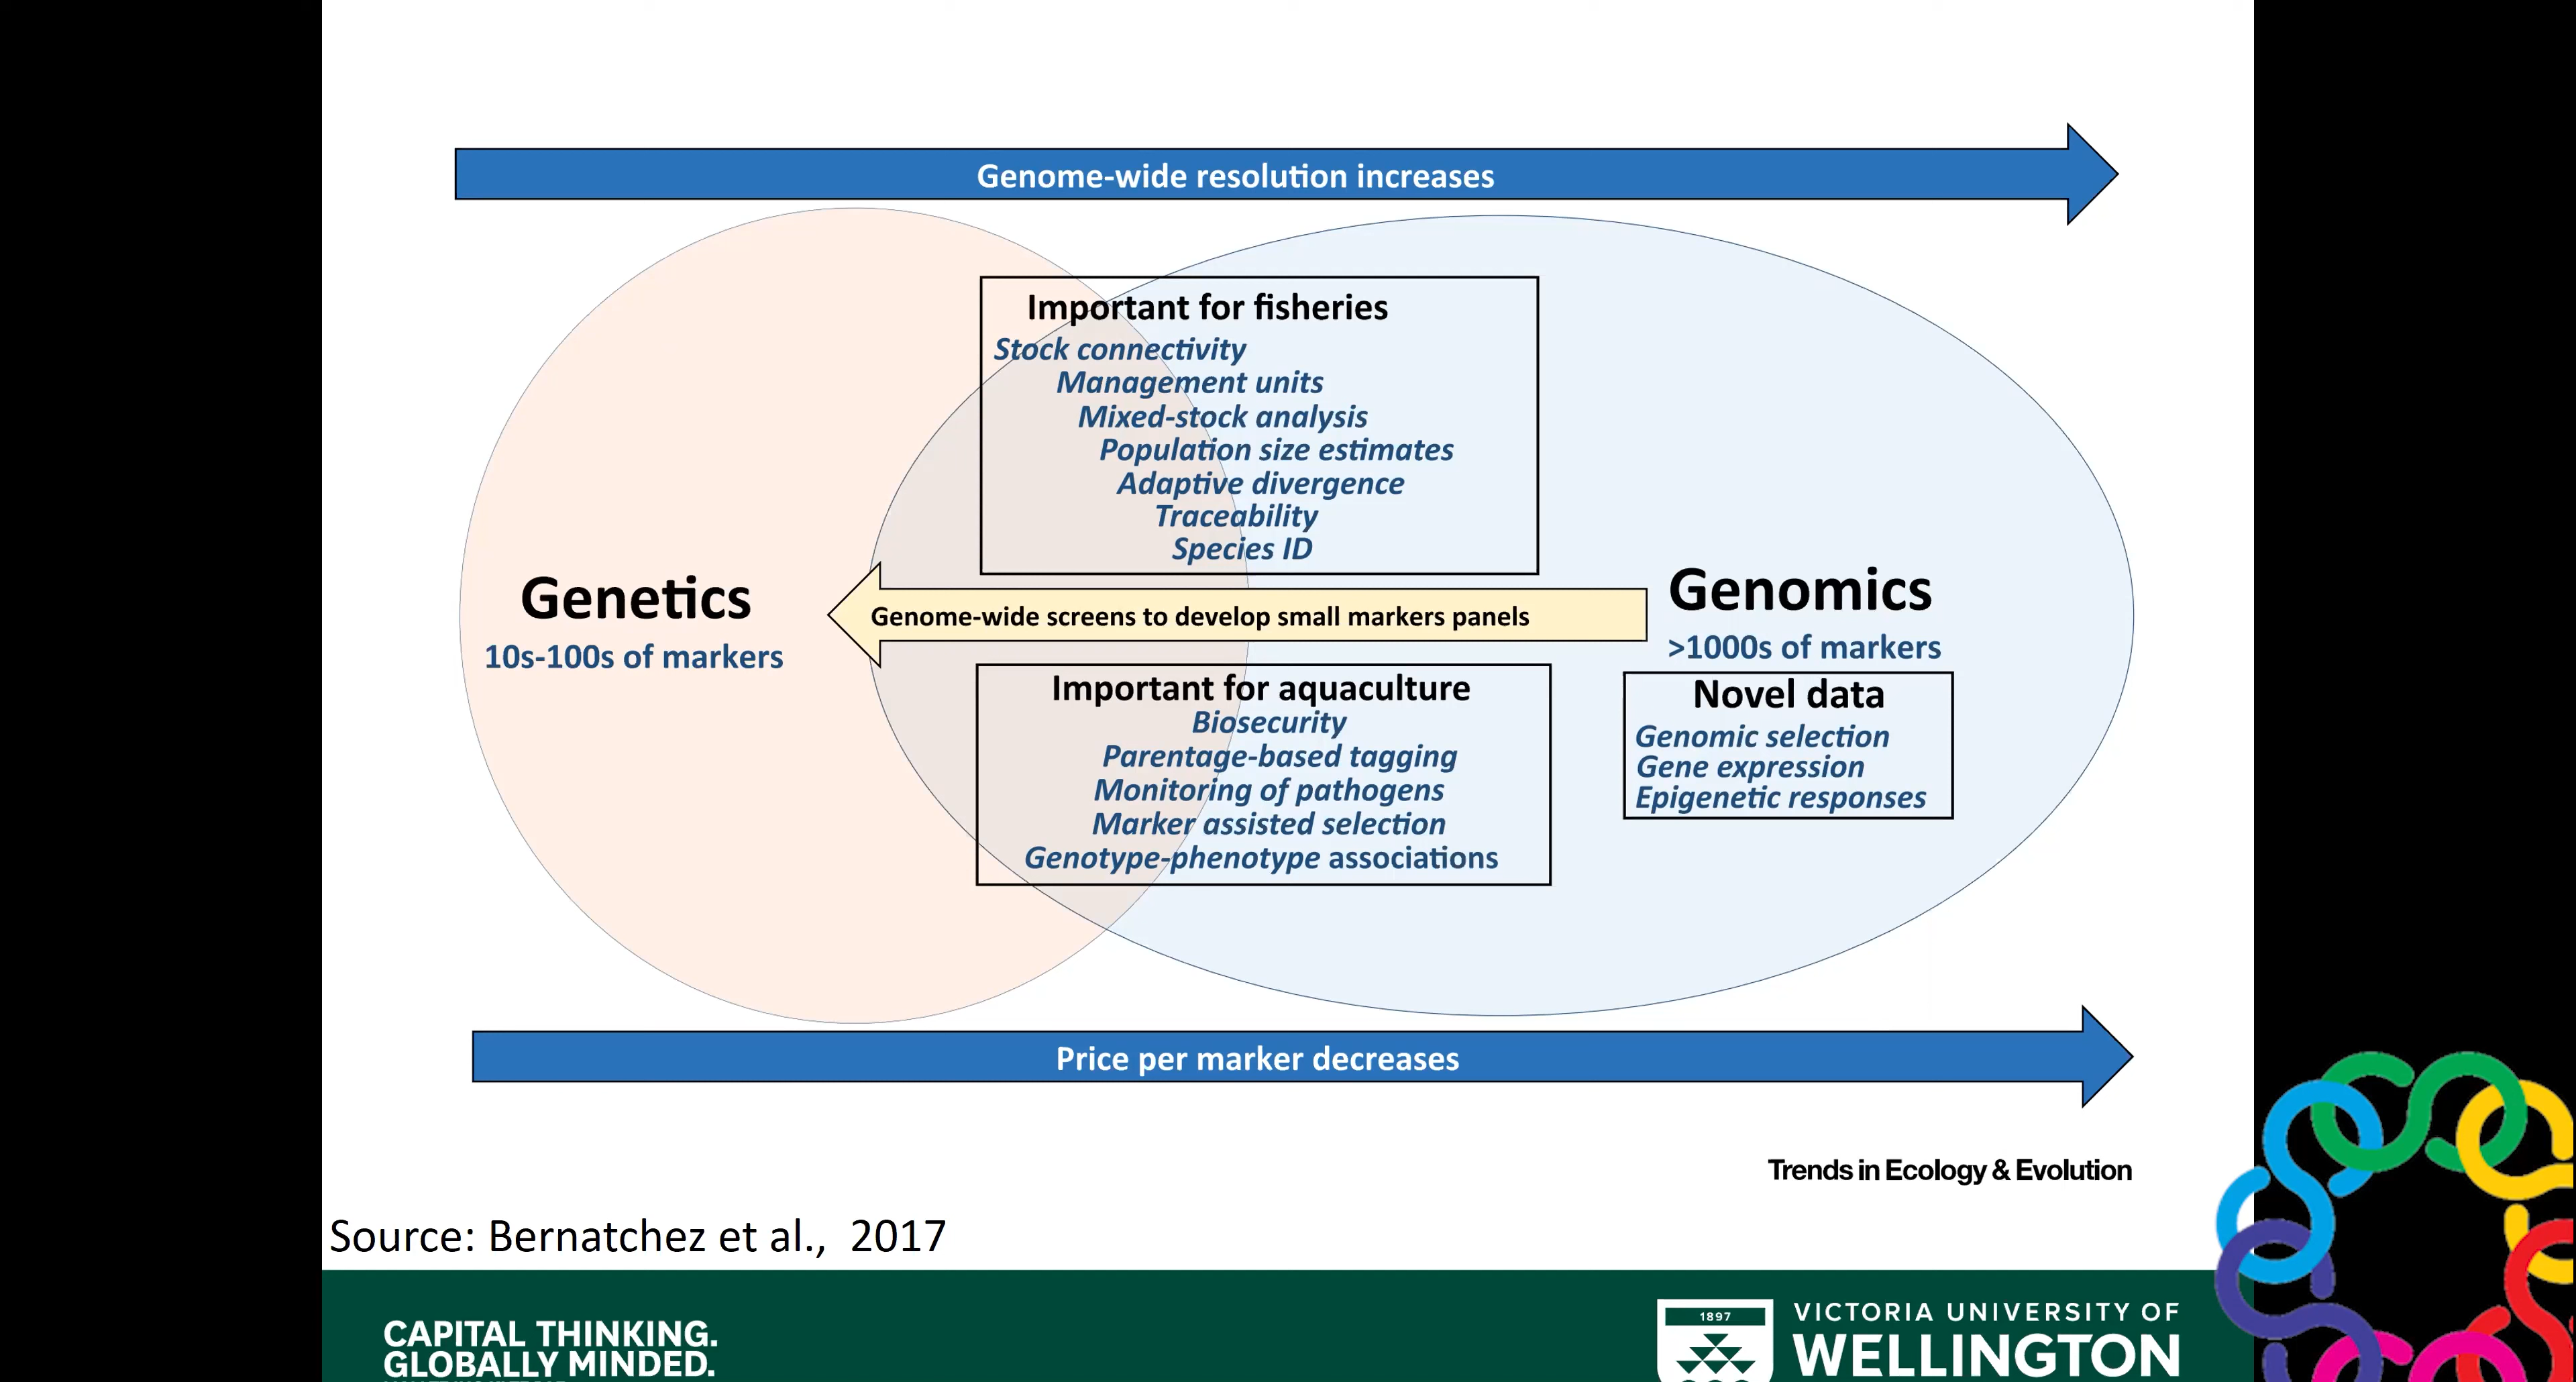 Genome-wide resolution increases
Important for fisheries
Stock connectivity
Management units
Mixed-stock analysis
Population size estimates
Adaptive divergence
Traceability
Species ID
Genetics
10s-100s of markers
Genome-wide screens to develop small markers panels
Genomics
>1000s of markers
Important for aquaculture
Biosecurity
Parentage-based tagging
Monitoring of pathogens
Marker assisted selection
Genotype-phenotype associations
Novel data
Genomic selection
Gene expression
Epigenetic responses
Price per marker decreases
Trends in Ecology & Evolution
Source: Bernatchez et al., 2017
CAPITAL THINKING.
GLOBALLY MINDED.
1897
VICTORIA UNIVERSITY OF
WELLINGTON